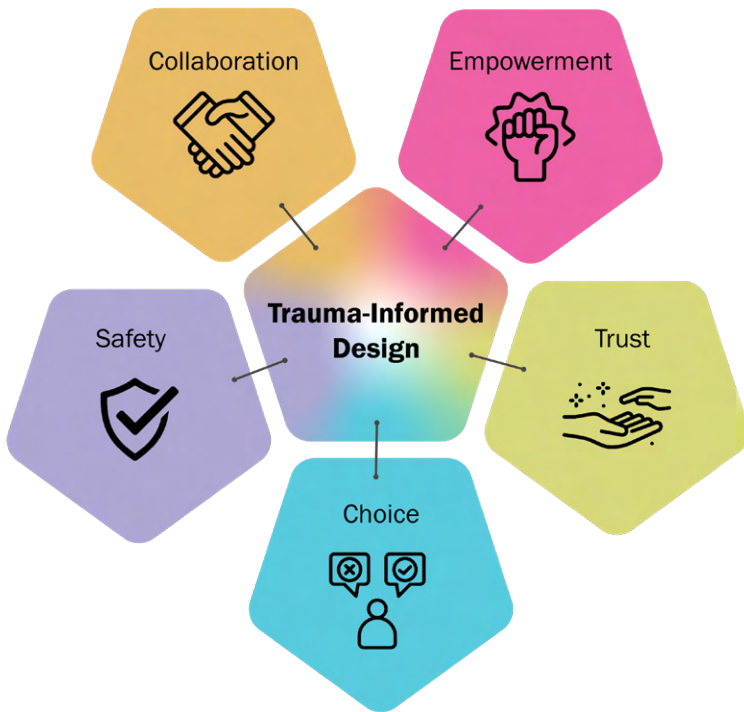 Collaboration
Empowerment
Trauma-Informed
Design
Safety
Trust
Choice